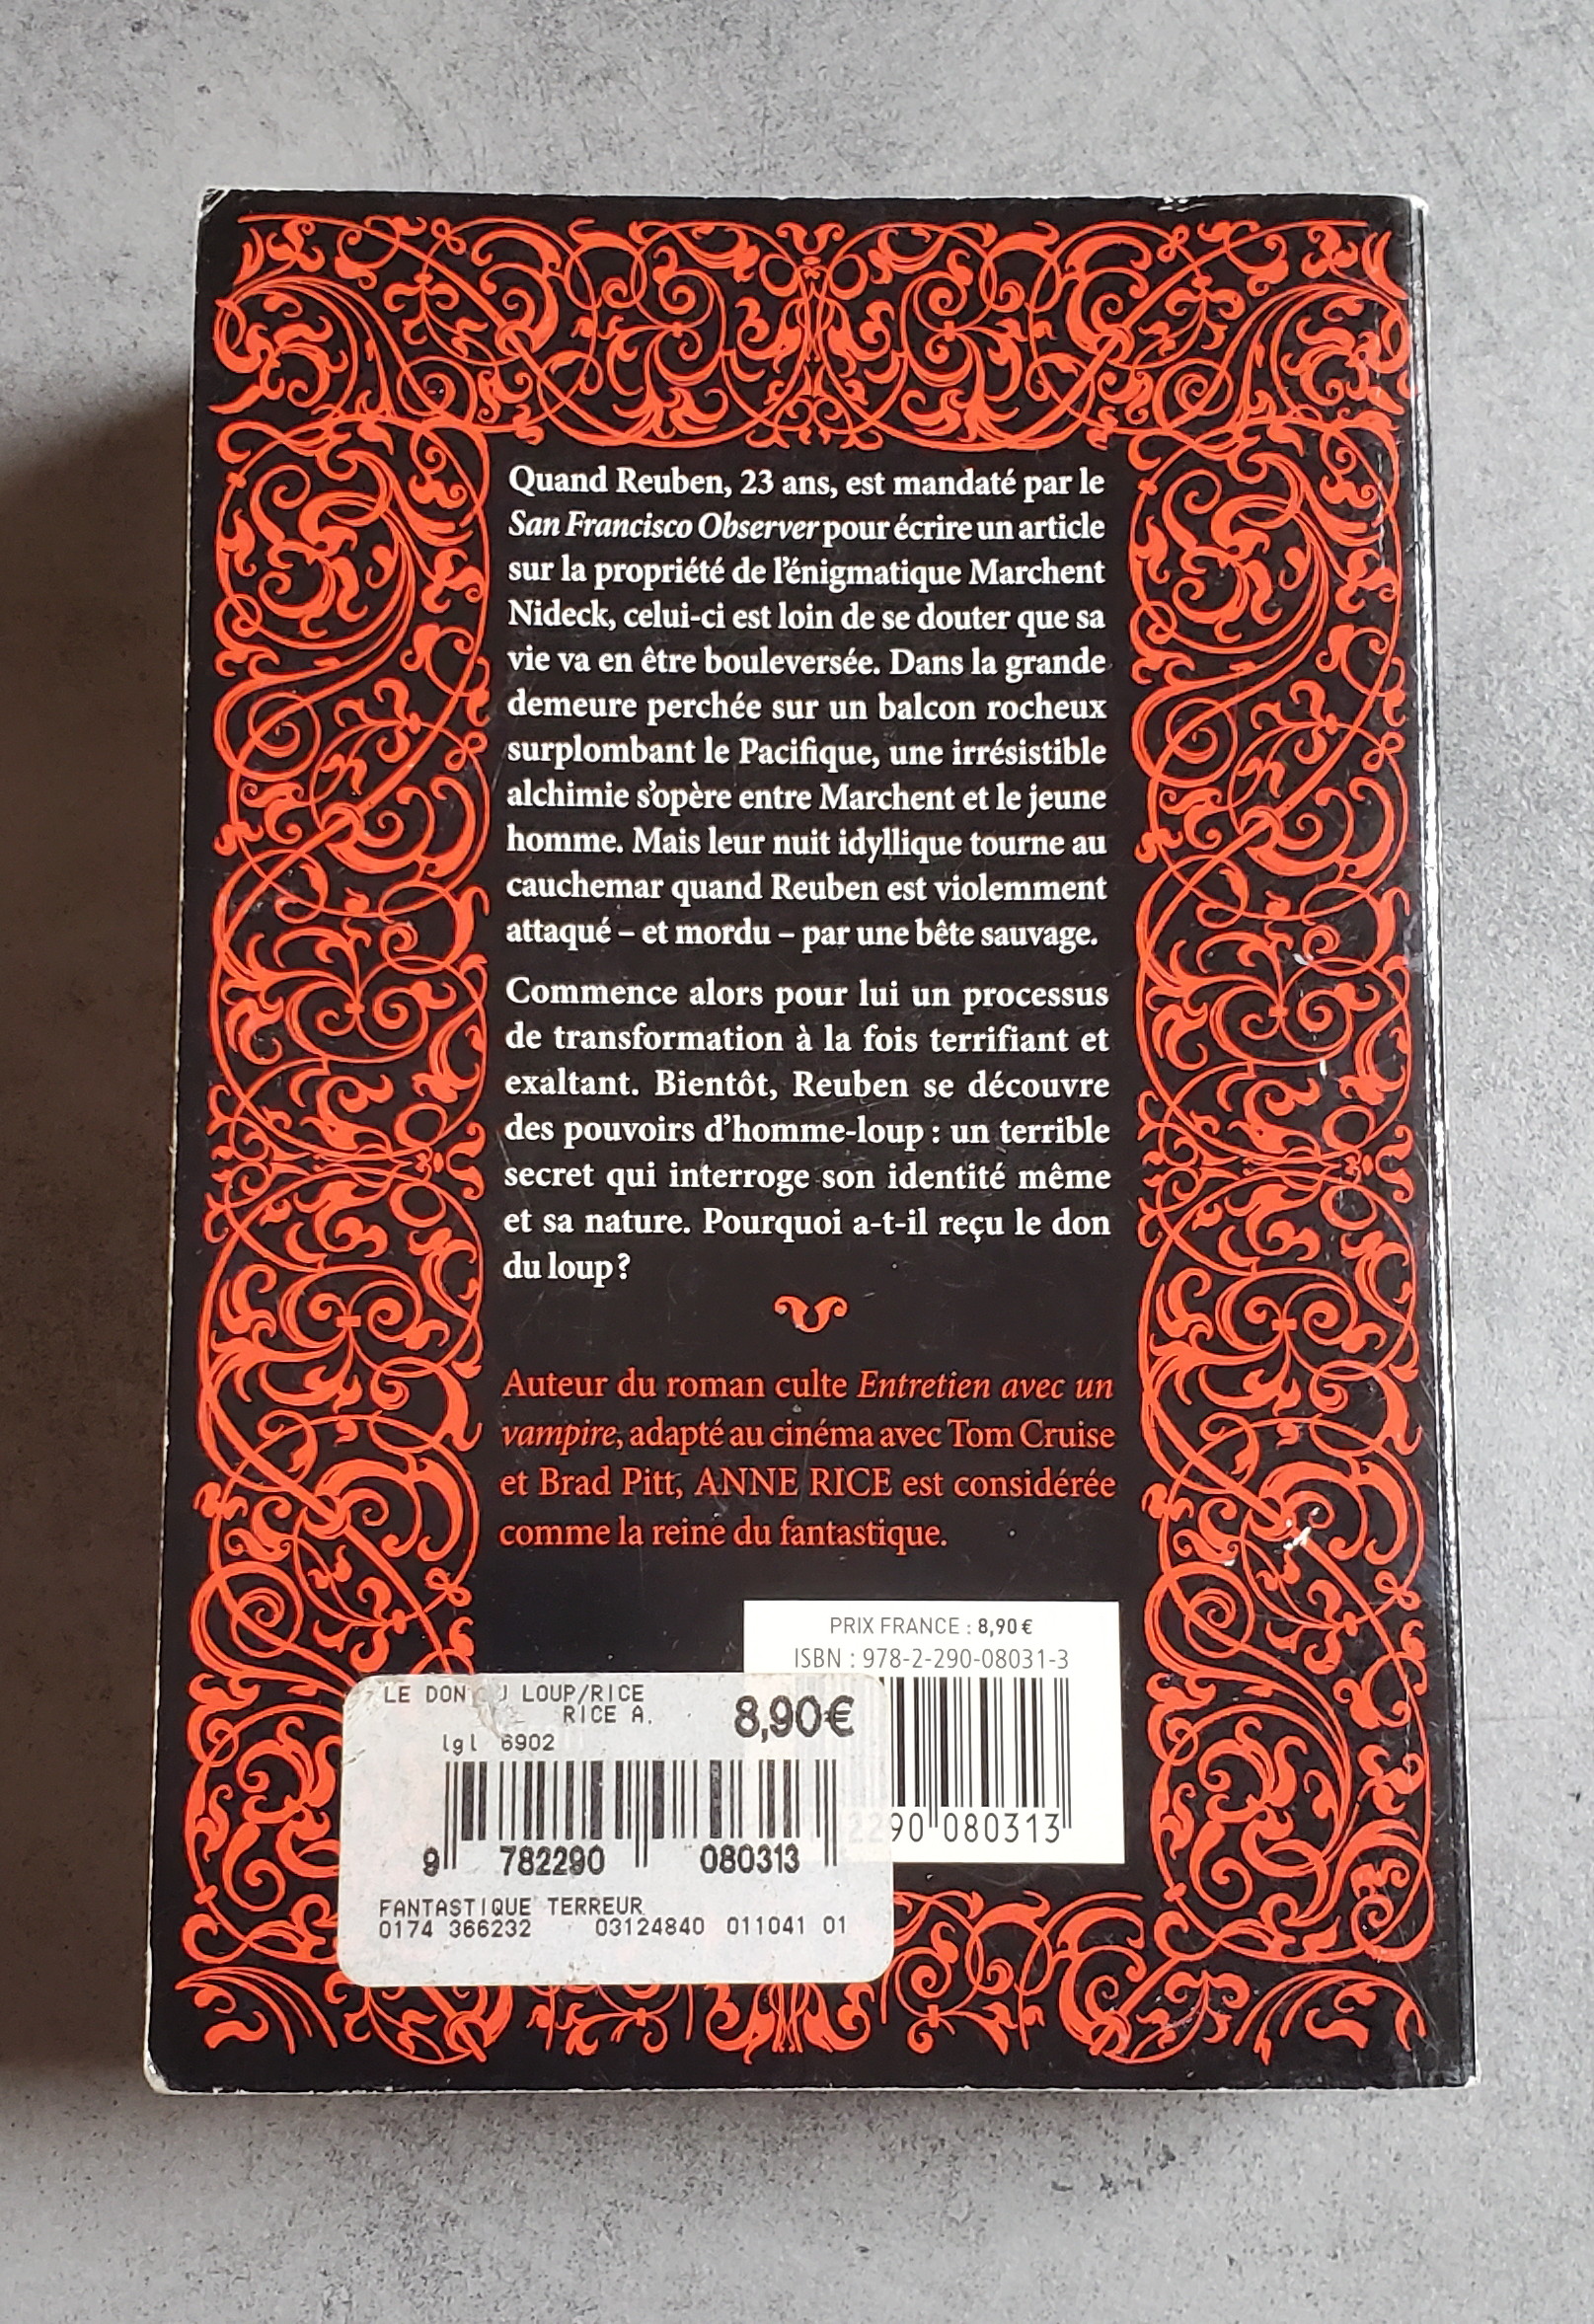 Quand Reuben, 23 ans, est mandaté par le
San Francisco Observer pour écrire un article
sur la propriété de l'énigmatique Marchent
Nideck, celui-ci est loin de se douter que sa
vie va en être bouleversée. Dans la grande
demeure perchée sur un balcon rocheux
surplombant le Pacifique, une irrésistible
alchimie s'opère entre Marchent et le jeune
homme. Mais leur nuit idyllique tourne au
cauchemar quand Reuben est violemment
attaqué – et mordu – par une bête sauvage.
Commence alors pour lui un processus
de transformation à la fois terrifiant et
exaltant. Bientôt, Reuben se découvre
des pouvoirs d'homme-loup : un terrible
secret qui interroge son identité même
et sa nature. Pourquoi a-t-il reçu le don
du loup ?
Auteur du roman culte Entretien avec un
vampire, adapté au cinéma avec Tom Cruise
et Brad Pitt, ANNE RICE est considérée
comme la reine du fantastique.
PRIX FRANCE : 8,90 €
ISBN : 978-2-290-08031-3
290 080313
LE DON LOUP/RICE
RICE A.
8,90€
lgl 6902
9 782290 080313
FANTASTIQUE TERREUR
0174 366232 03124840 011041 01